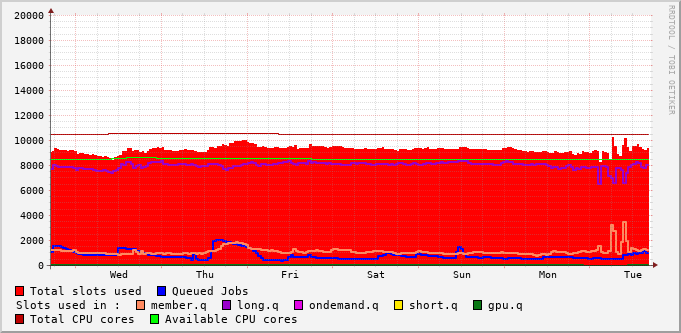 20000
18000
16000
14000
12000
10000
8000
6000
4000
2000
0
Wed Thu Fri Sat Sun Mon Tue
RRDTOOL / TOBI OETIKER
Total slots used Queued Jobs
Slots used in : member.q long.q ondemand.q short.q gpu.q
Total CPU cores Available CPU cores